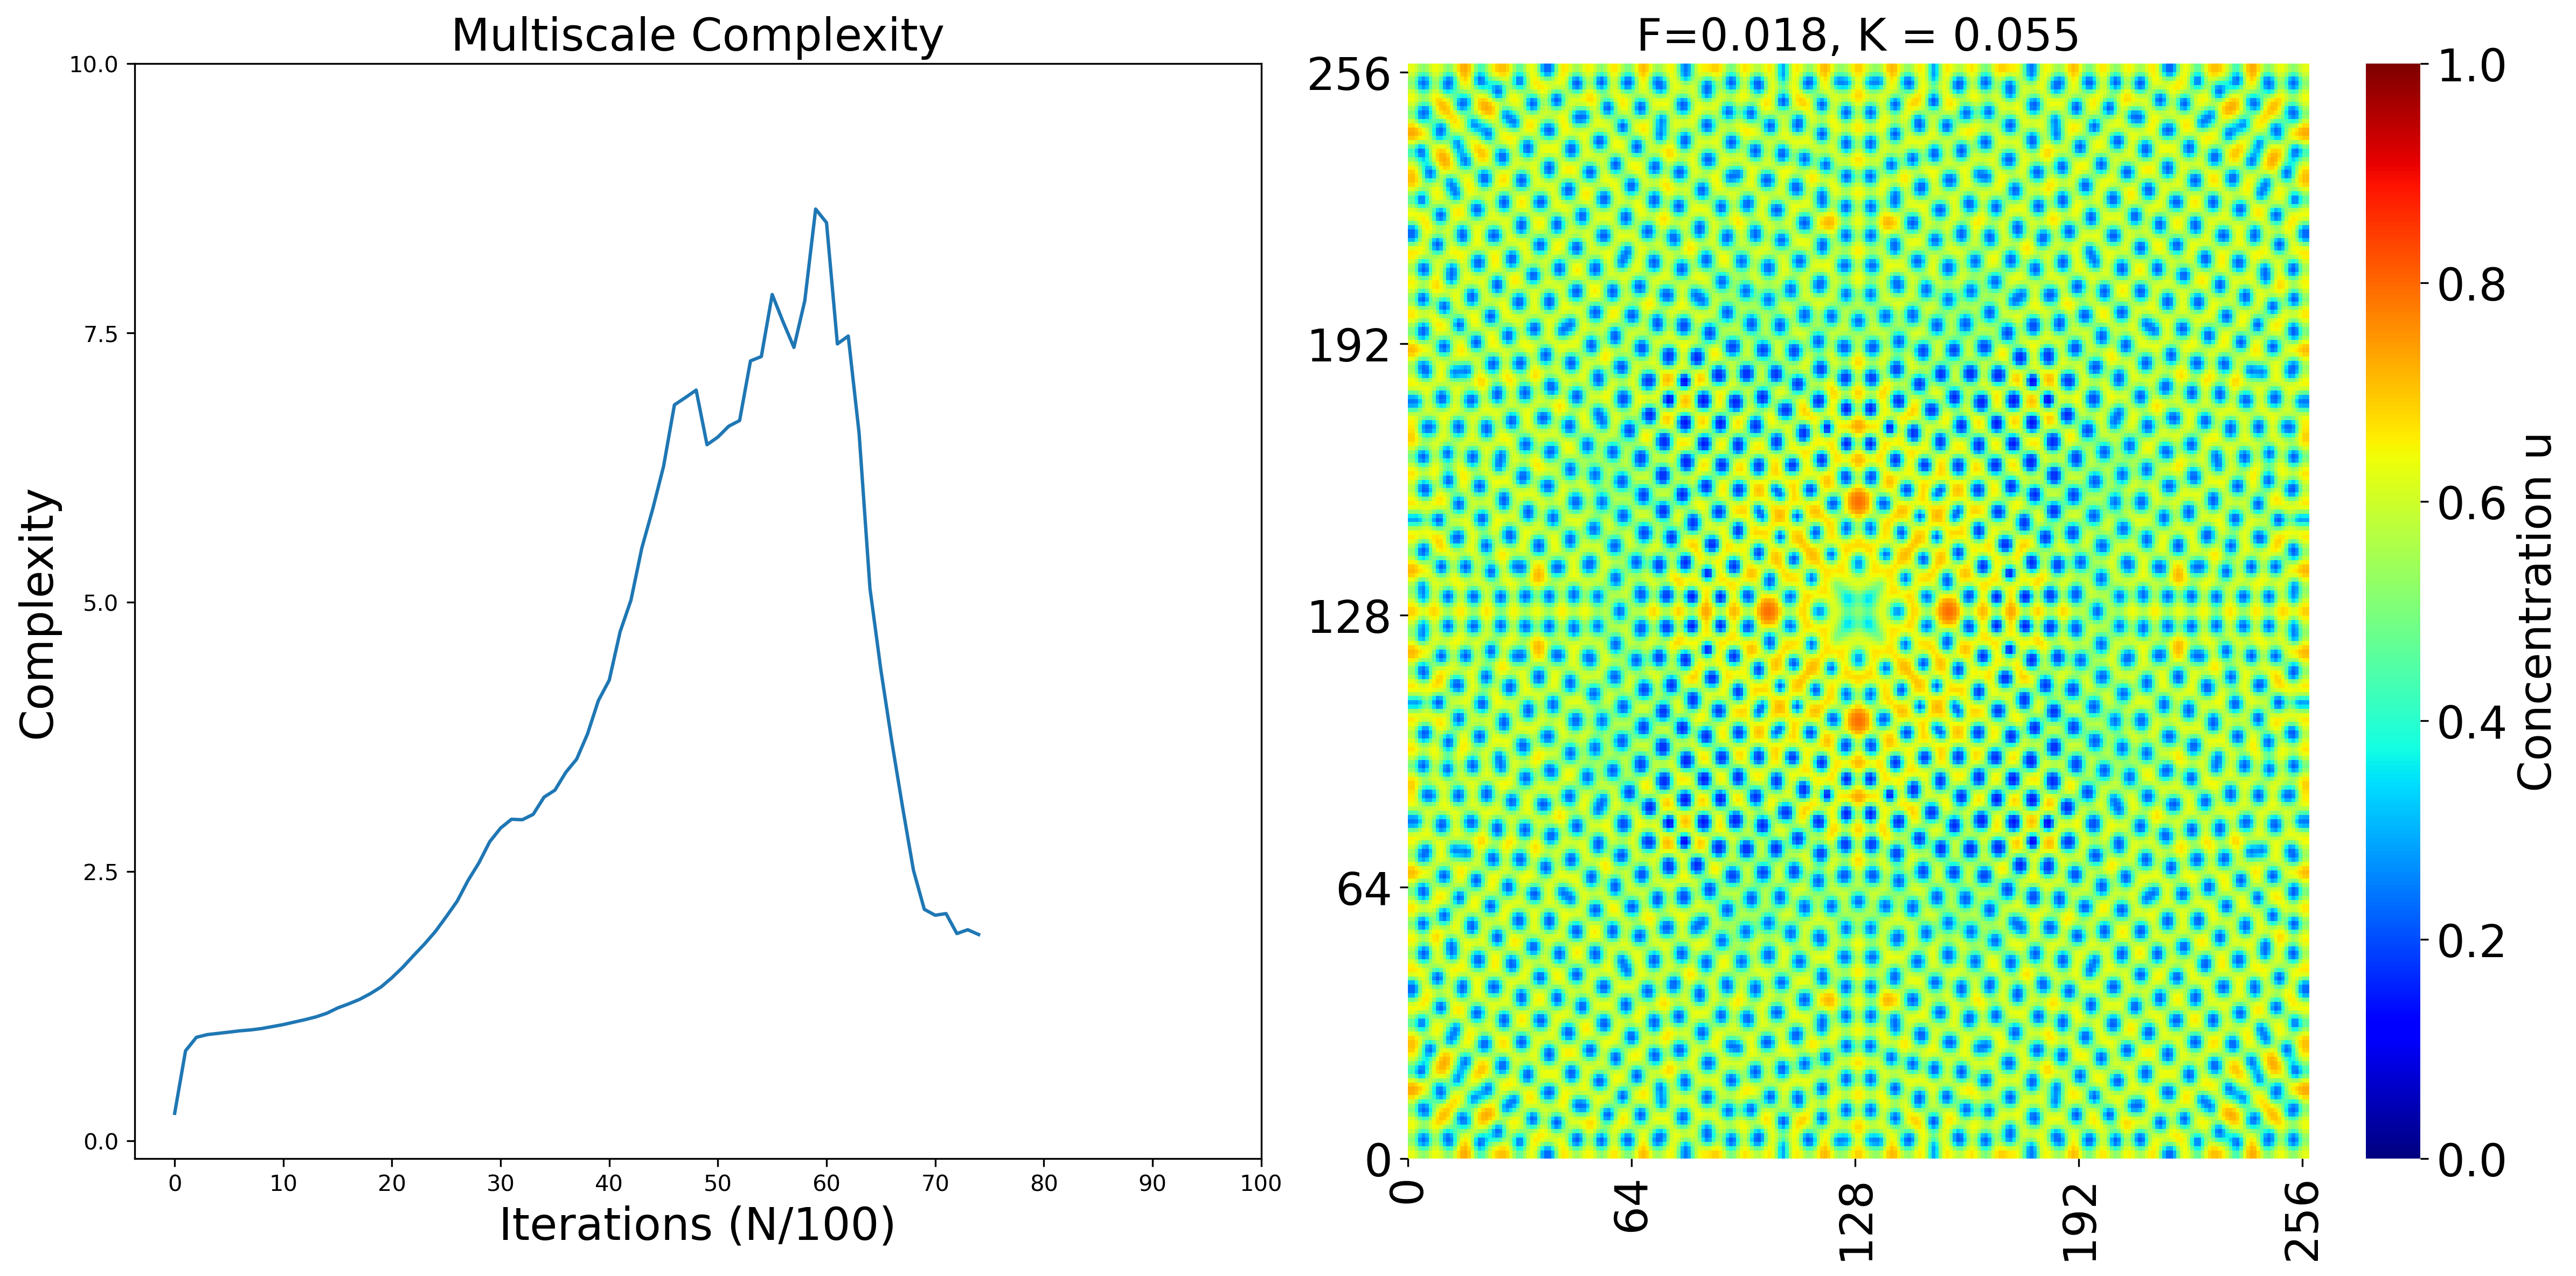 Multiscale Complexity
10.0
7.5
5.0
2.5
0.0
Complexity
0 10 20 30 40 50 60 70 80 90 100
Iterations (N/100)
F=0.018, K = 0.055
256
192
128
64
0
0 64 128 192 256
1.0
0.8
0.6
0.4
0.2
0.0
Concentration u